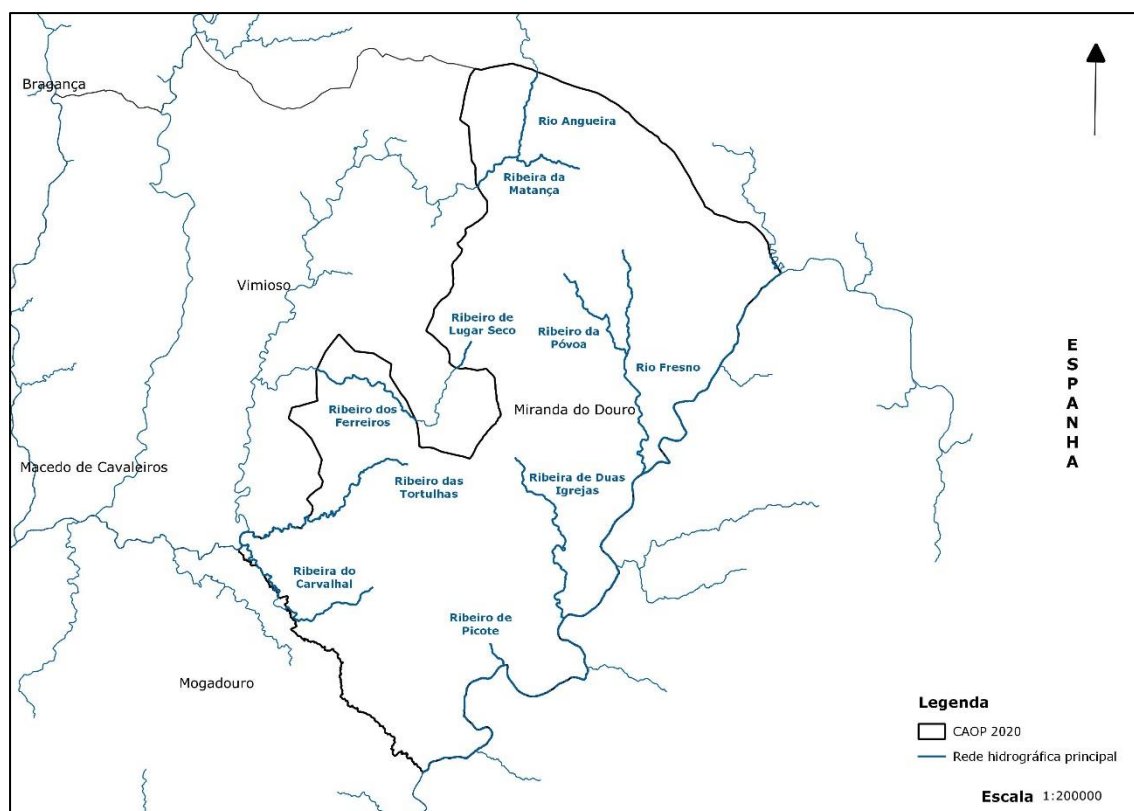 Bragança
Rio Angueira
Ribeira da
Matança
Vimioso
Ribeiro de
Lugar Seco
Ribeiro da
Póvoa
Rio Fresno
E
S
P
A
N
H
A
Ribeiro dos
Ferreiros
Miranda do Douro
Macedo de Cavaleiros
Ribeiro das
Tortulhas
Ribeira de Duas
Igrejas
Ribeira do
Carvalhal
Ribeiro de
Picote
Mogadouro
Legenda
CAOP 2020
Rede hidrográfica principal
Escala 1:200000